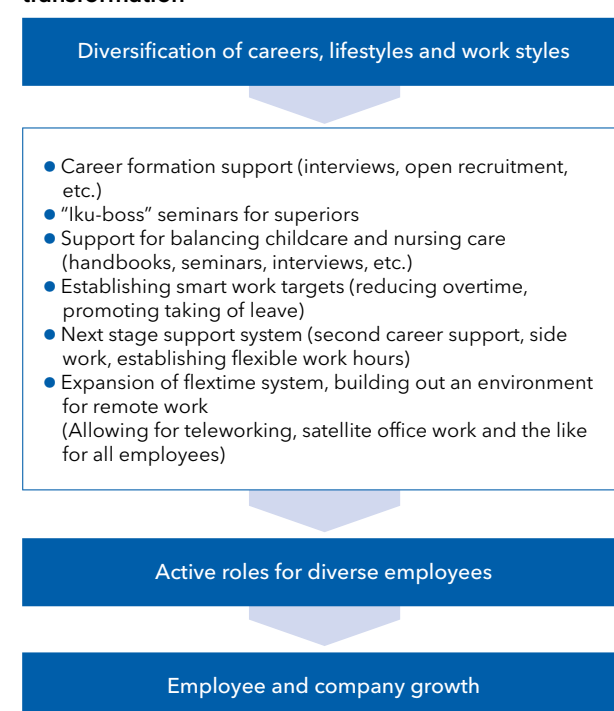 transformation
Diversification of careers, lifestyles and work styles
● Career formation support (interviews, open recruitment,
etc.)
● “Iku-boss” seminars for superiors
● Support for balancing childcare and nursing care
(handbooks, seminars, interviews, etc.)
● Establishing smart work targets (reducing overtime,
promoting taking of leave)
● Next stage support system (second career support, side
work, establishing flexible work hours)
● Expansion of flextime system, building out an environment
for remote work
(Allowing for teleworking, satellite office work and the like
for all employees)
Active roles for diverse employees
Employee and company growth